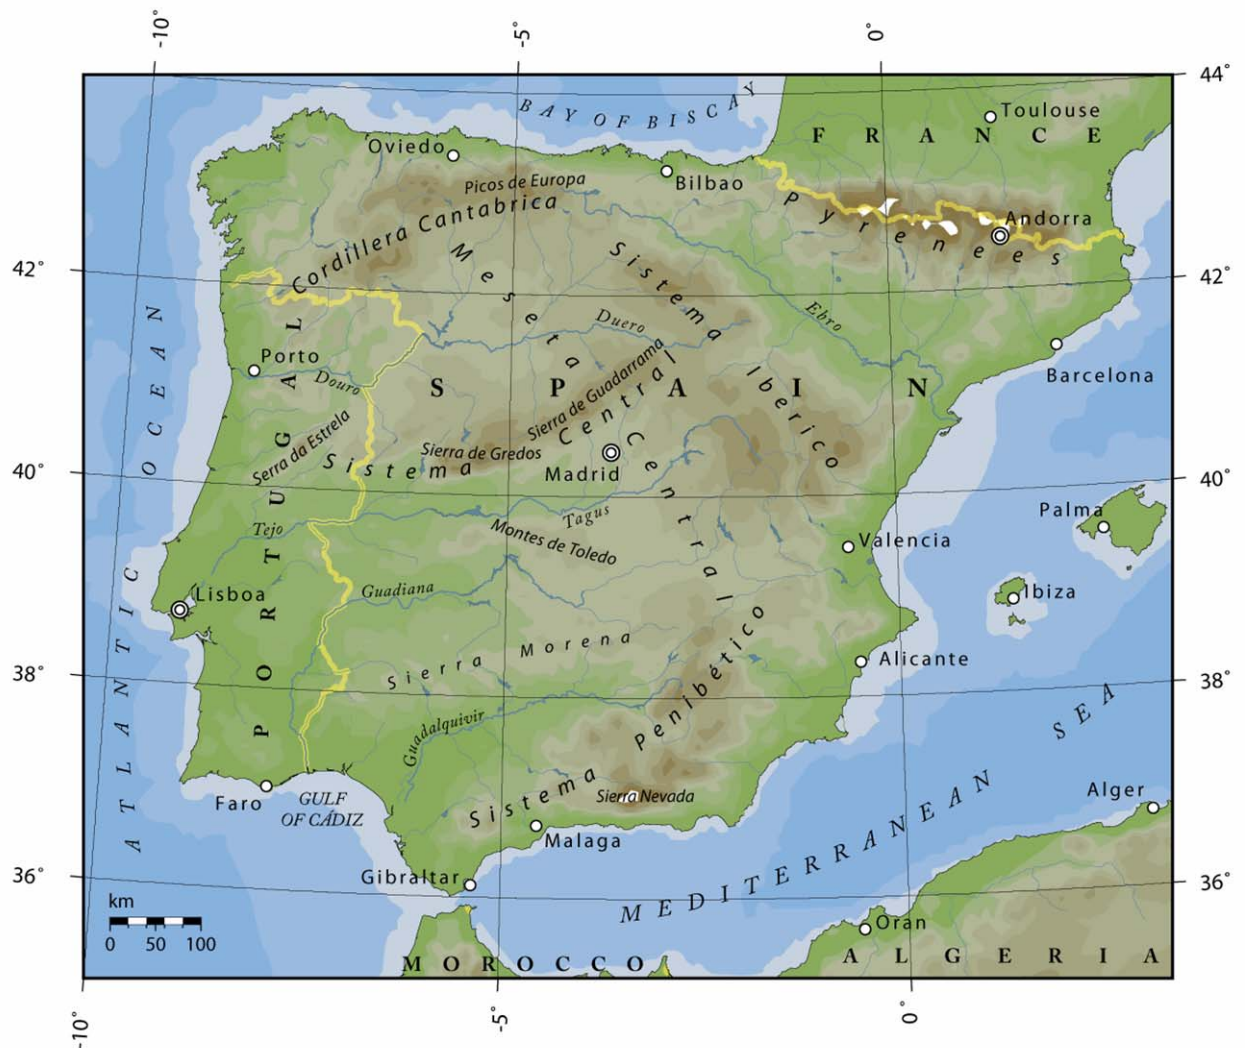 -10°
-5°
0°
44°
BAY OF BISCAY
Toulouse
FRANCE
Oviedo
Bilbao
Picos de Europa
Pyrenees
Andorra
Cordillera Cantabrica
42°
42°
Meseta Central
Sistema Iberico
Ebro
Duero
Porto
Douro
Barcelona
SPAIN
PORTUGAL
ATLANTIC OCEAN
Sierra de Guadarrama
Serra da Estrela
Sierra de Gredos
Sistema Central
Madrid
40°
40°
Palma
Tejo
Tagus
Montes de Toledo
Valencia
Guadiana
Lisboa
Ibiza
Sierra Morena
Alicante
38°
38°
Guadalquivir
Sistema Penibético
Sierra Nevada
MEDITERRANEAN SEA
Alger
Faro
GULF
OF CÁDIZ
Malaga
Gibraltar
36°
36°
km
0 50 100
Oran
MOROCCO
ALGERIA
-10°
-5°
0°